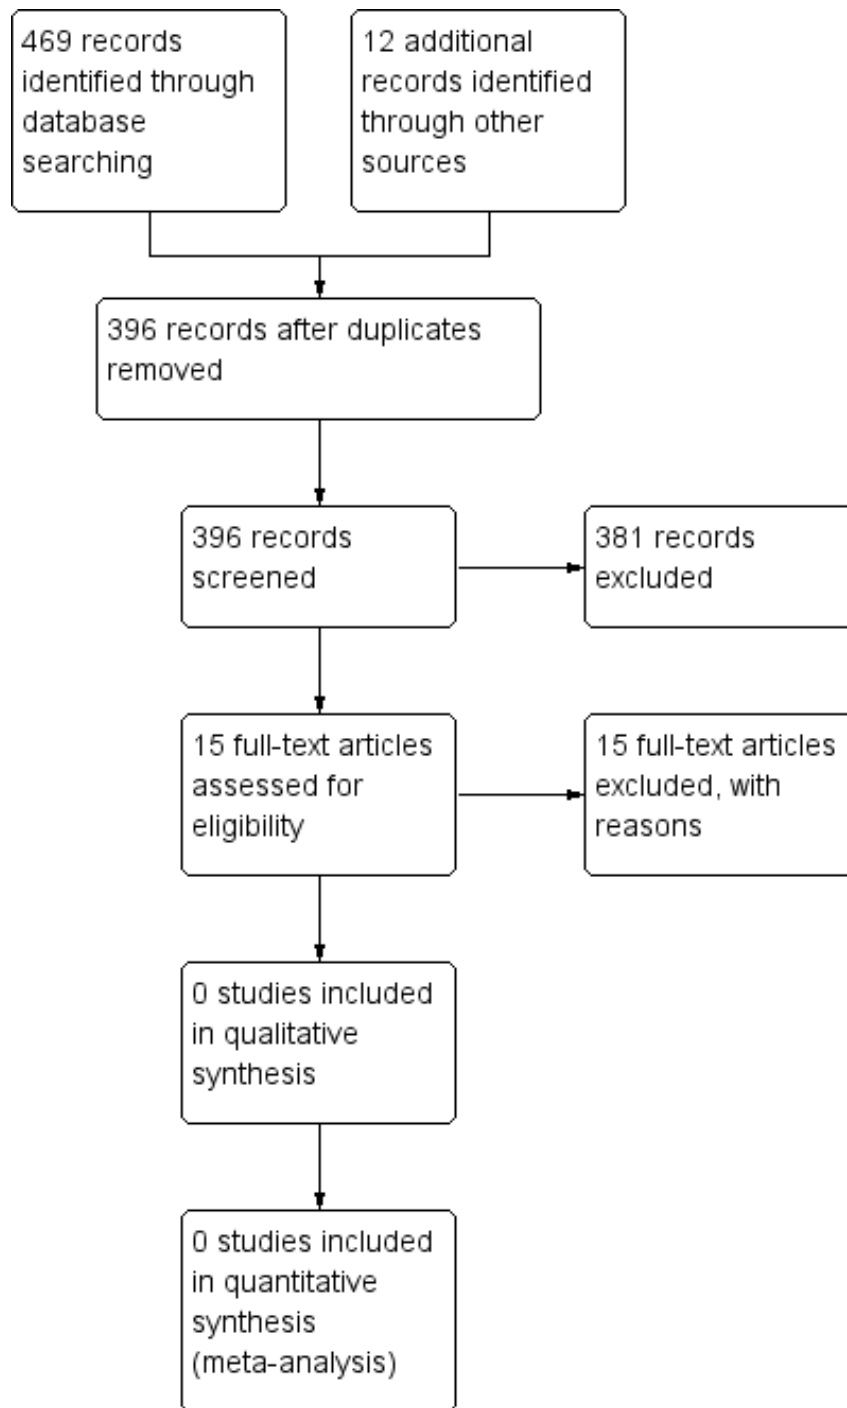 469 records
identified through
database
searching
12 additional
records identified
through other
sources
396 records after duplicates
removed
396 records
screened
381 records
excluded
15 full-text articles
assessed for
eligibility
15 full-text articles
excluded, with
reasons
0 studies included
in qualitative
synthesis
0 studies included
in quantitative
synthesis
(meta-analysis)